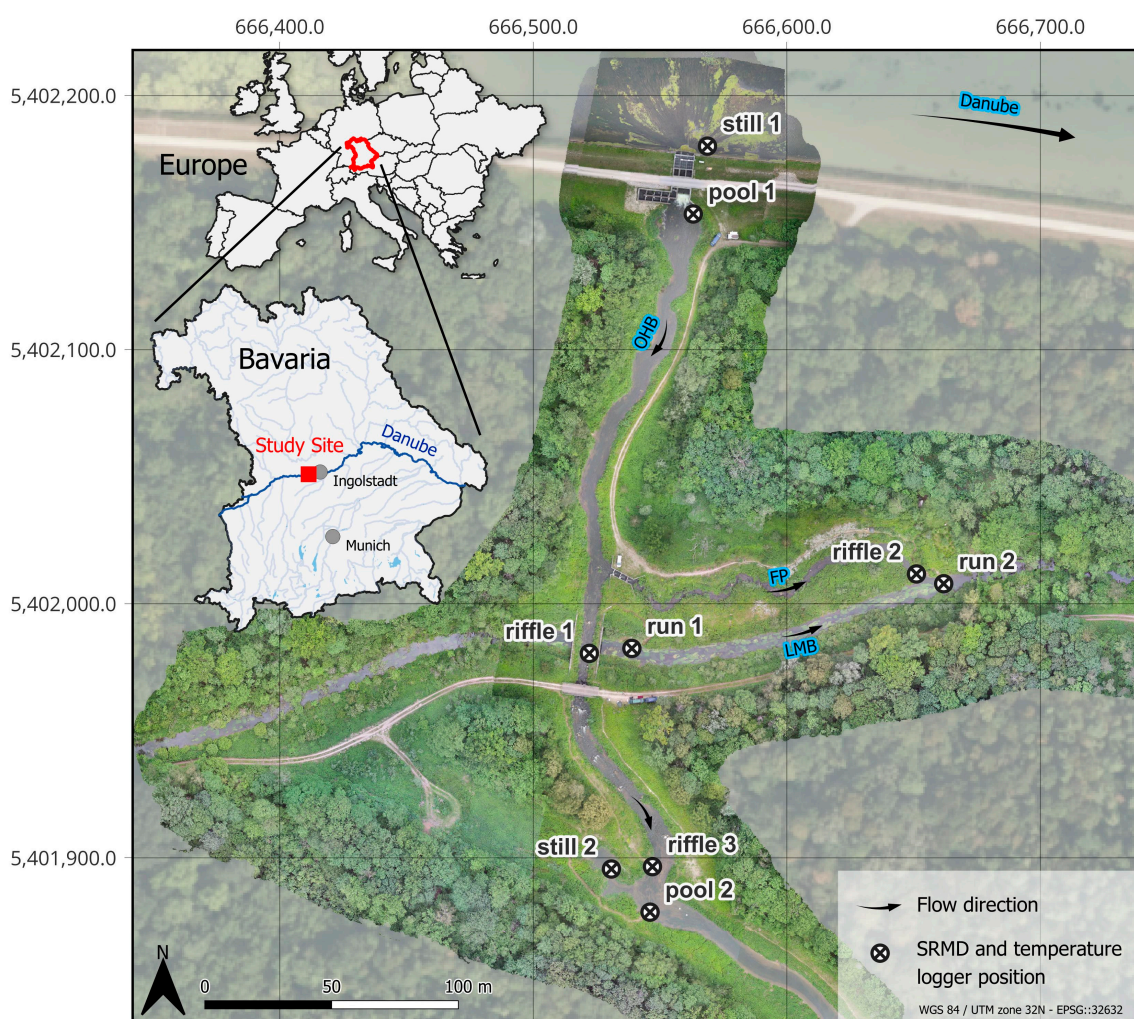 666,400.0
666,500.0
666,600.0
666,700.0
5,402,200.0
5,402,100.0
5,402,000.0
5,401,900.0
Europe
Bavaria
Danube
Study Site
Ingolstadt
Munich
Danube
still 1
pool 1
OHB
riffle 2
run 2
FP
riffle 1
run 1
LMB
still 2
riffle 3
pool 2
N
0
50
100 m
Flow direction
SRMD and temperature
logger position
WGS 84 / UTM zone 32N - EPSG::32632